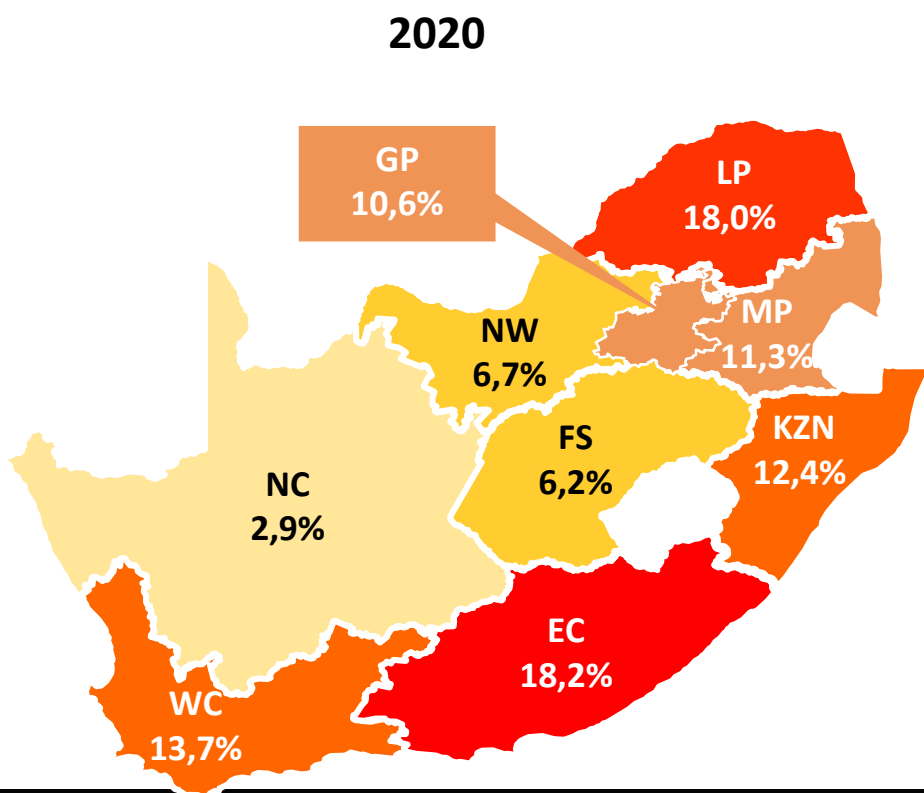 2020
GP
10,6%
LP
18,0%
MP
11,3%
NW
6,7%
KZN
12,4%
FS
6,2%
NC
2,9%
EC
18,2%
WC
13,7%